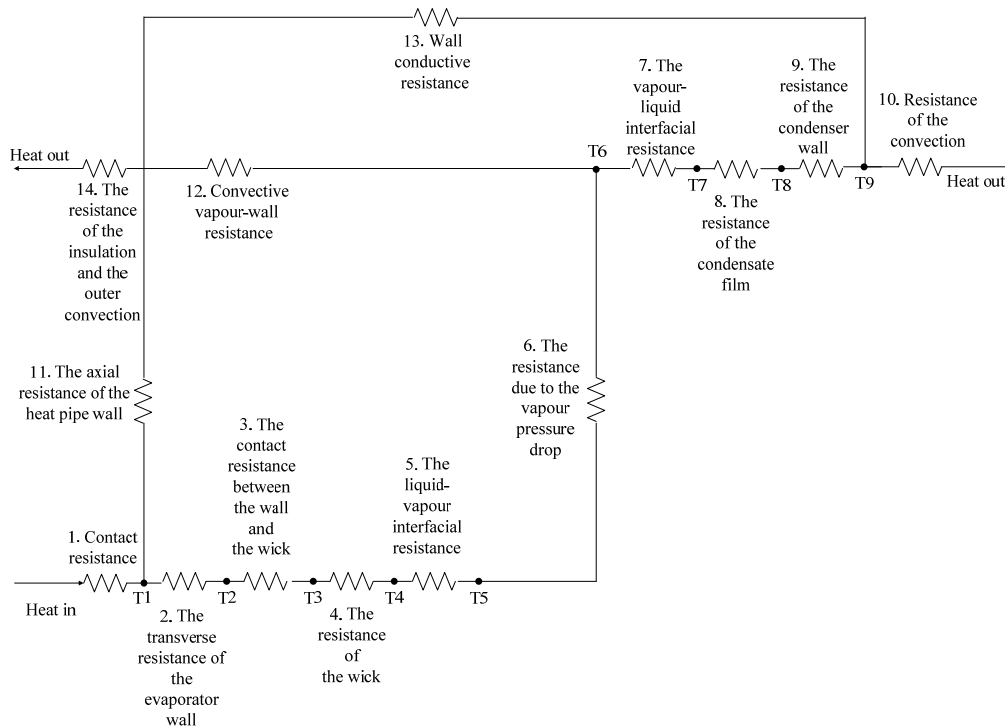 13. Wall
conductive
resistance
7. The
vapour-
liquid
interfacial
resistance
9. The
resistance
of the
condenser
wall
10. Resistance
of the
convection
Heat out
T6
T7
T8
T9
Heat out
14. The
resistance
of the
insulation
and the
outer
convection
12. Convective
vapour-wall
resistance
8. The
resistance
of the
condensate
film
11. The axial
resistance of the
heat pipe wall
6. The
resistance
due to the
vapour
pressure
drop
3. The
contact
resistance
between
the wall
and
the wick
5. The
liquid-
vapour
interfacial
resistance
1. Contact
resistance
Heat in
T1
T2
T3
T4
T5
2. The
transverse
resistance of
the
evaporator
wall
4. The
resistance
of
the wick